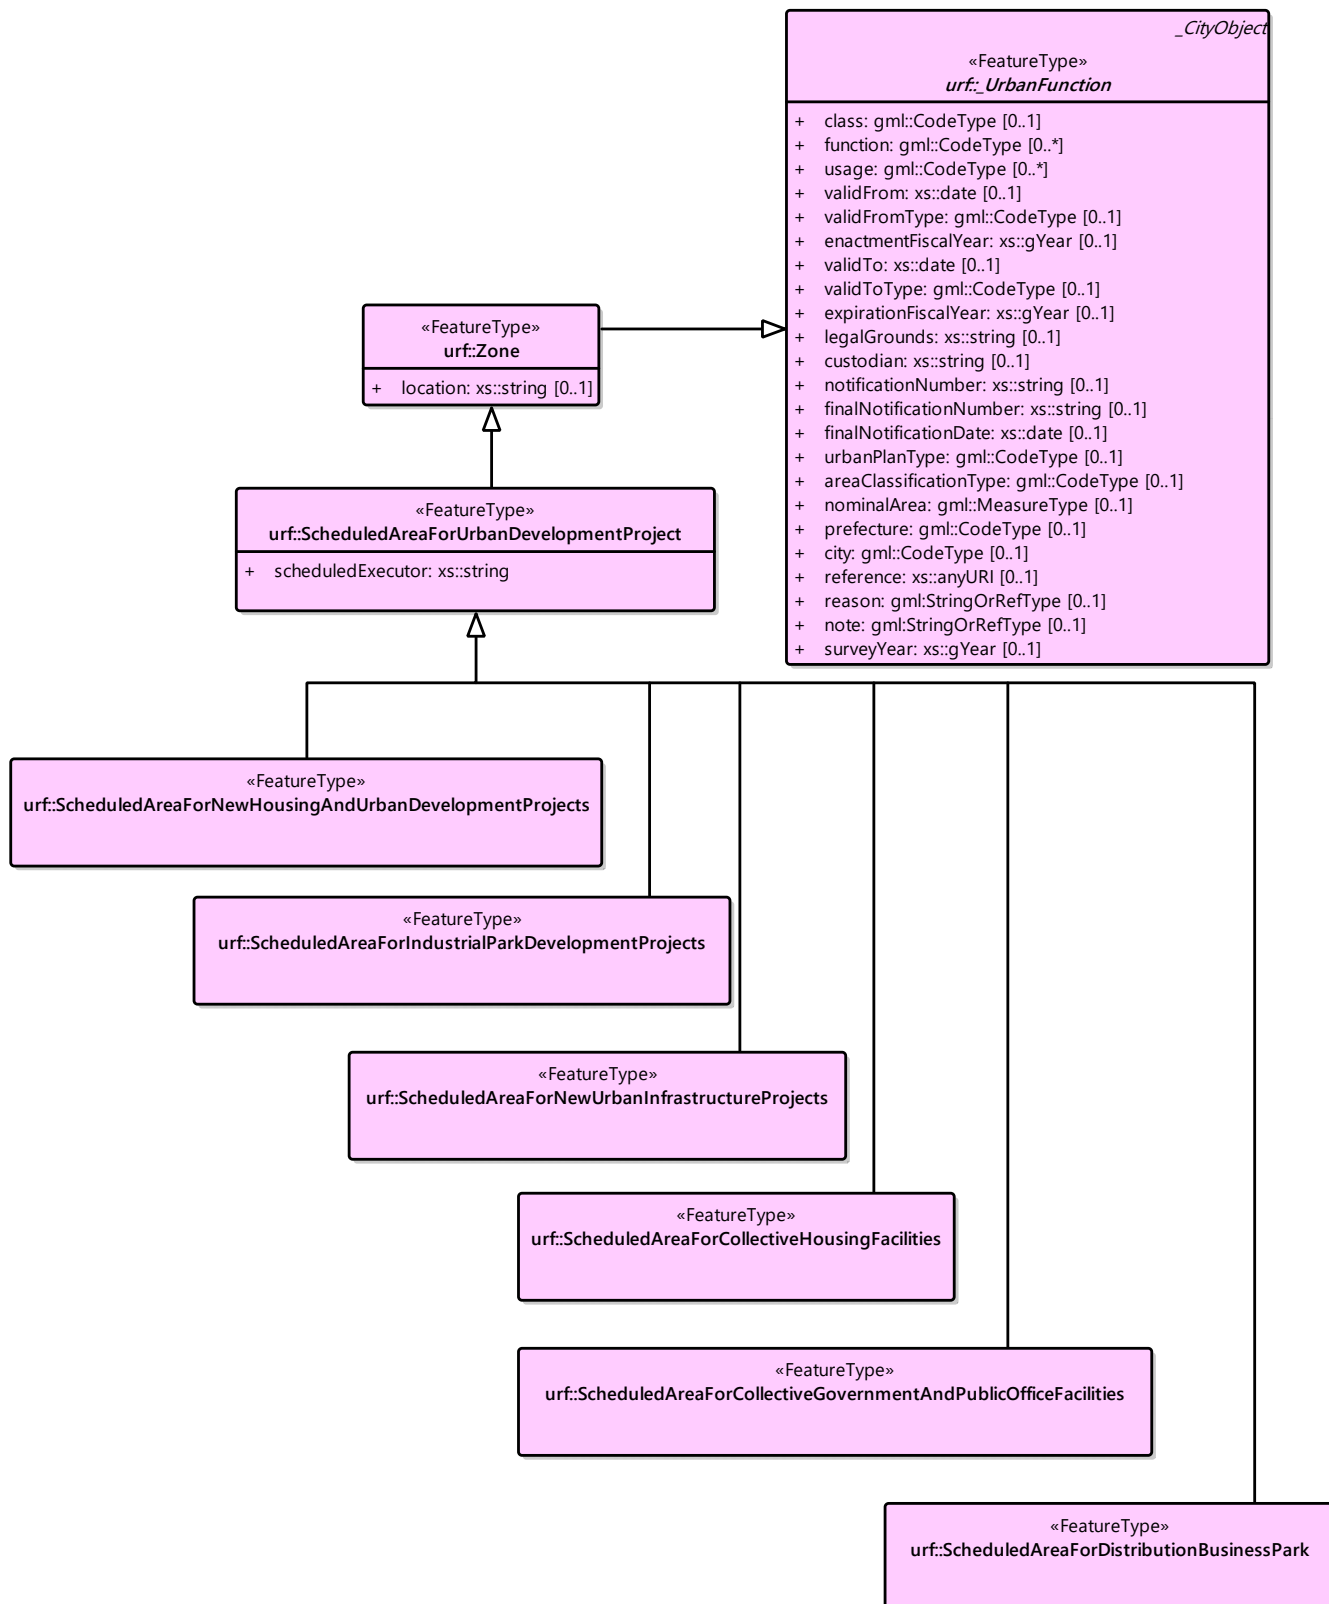 _CityObject
«FeatureType»
urf::_UrbanFunction
+ class: gml::CodeType [0..1]
+ function: gml::CodeType [0..*]
+ usage: gml::CodeType [0..*]
+ validFrom: xs::date [0..1]
+ validFromType: gml::CodeType [0..1]
+ enactmentFiscalYear: xs::gYear [0..1]
+ validTo: xs::date [0..1]
+ validToType: gml::CodeType [0..1]
+ expirationFiscalYear: xs::gYear [0..1]
+ legalGrounds: xs::string [0..1]
+ custodian: xs::string [0..1]
+ notificationNumber: xs::string [0..1]
+ finalNotificationNumber: xs::string [0..1]
+ finalNotificationDate: xs::date [0..1]
+ urbanPlanType: gml::CodeType [0..1]
+ areaClassificationType: gml::CodeType [0..1]
+ nominalArea: gml::MeasureType [0..1]
+ prefecture: gml::CodeType [0..1]
+ city: gml::CodeType [0..1]
+ reference: xs::anyURI [0..1]
+ reason: gml:StringOrRefType [0..1]
+ note: gml:StringOrRefType [0..1]
+ surveyYear: xs::gYear [0..1]
«FeatureType»
urf::Zone
+ location: xs::string [0..1]
«FeatureType»
urf::ScheduledAreaForUrbanDevelopmentProject
+ scheduledExecutor: xs::string
«FeatureType»
urf::ScheduledAreaForNewHousingAndUrbanDevelopmentProjects
«FeatureType»
urf::ScheduledAreaForIndustrialParkDevelopmentProjects
«FeatureType»
urf::ScheduledAreaForNewUrbanInfrastructureProjects
«FeatureType»
urf::ScheduledAreaForCollectiveHousingFacilities
«FeatureType»
urf::ScheduledAreaForCollectiveGovernmentAndPublicOfficeFacilities
«FeatureType»
urf::ScheduledAreaForDistributionBusinessPark